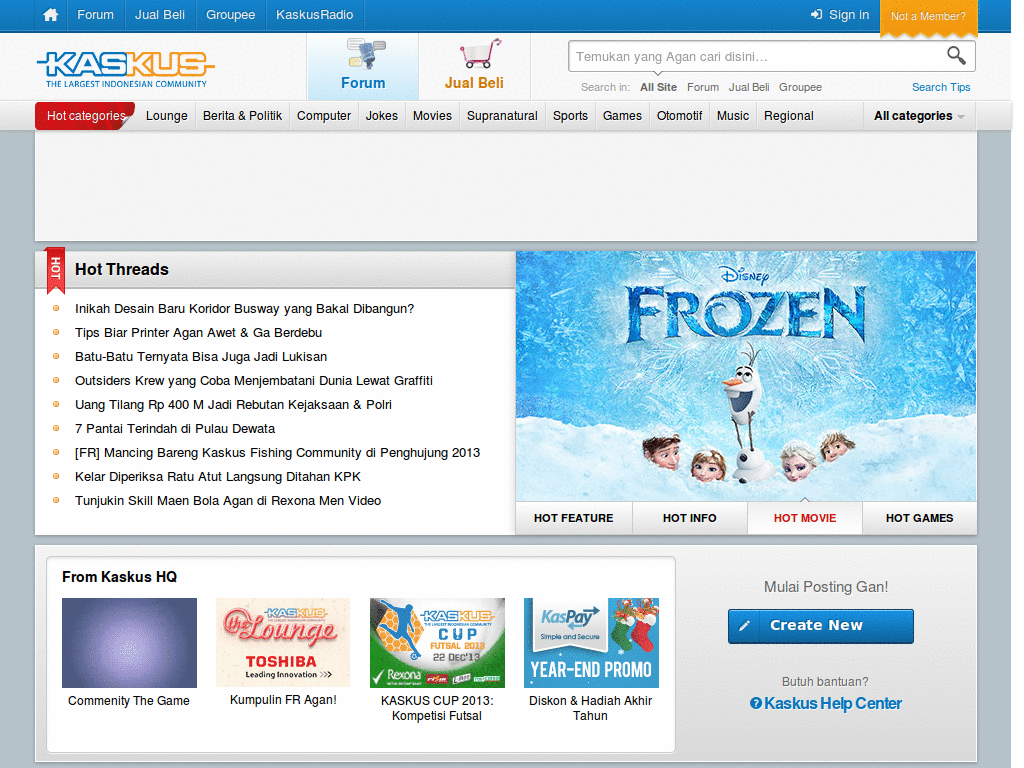 Forum Jual Beli Groupee KaskusRadio Sign in Not a Member?
KASKUS
THE LARGEST INDONESIAN COMMUNITY
Forum Jual Beli
Temukan yang Agan cari disini...
Search in: All Site Forum Jual Beli Groupee Search Tips
Hot categories Lounge Berita & Politik Computer Jokes Movies Supranatural Sports Games Otomotif Music Regional All categories
HOT
Hot Threads
Inikah Desain Baru Koridor Busway yang Bakal Dibangun?
Tips Biar Printer Agan Awet & Ga Berdebu
Batu-Batu Ternyata Bisa Juga Jadi Lukisan
Outsiders Krew yang Coba Menjembatani Dunia Lewat Graffiti
Uang Tilang Rp 400 M Jadi Rebutan Kejaksaan & Polri
7 Pantai Terindah di Pulau Dewata
[FR] Mancing Bareng Kaskus Fishing Community di Penghujung 2013
Kelar Diperiksa Ratu Atut Langsung Ditahan KPK
Tunjukin Skill Maen Bola Agan di Rexona Men Video
Disney
FROZEN
HOT FEATURE HOT INFO HOT MOVIE HOT GAMES
From Kaskus HQ
Commenity The Game
KASKUS
the Lounge
TOSHIBA
Leading Innovation >>>
Kumpulin FR Agan!
KASKUS
THE LARGEST INDONESIAN COMMUNITY
CUP
FUTSAL 2013
22 DEC'13
Rexona
KASKUS CUP 2013:
Kompetisi Futsal
KasPay
Simple and Secure
YEAR-END PROMO
Diskon & Hadiah Akhir
Tahun
Mulai Posting Gan!
Create New
Butuh bantuan?
Kaskus Help Center